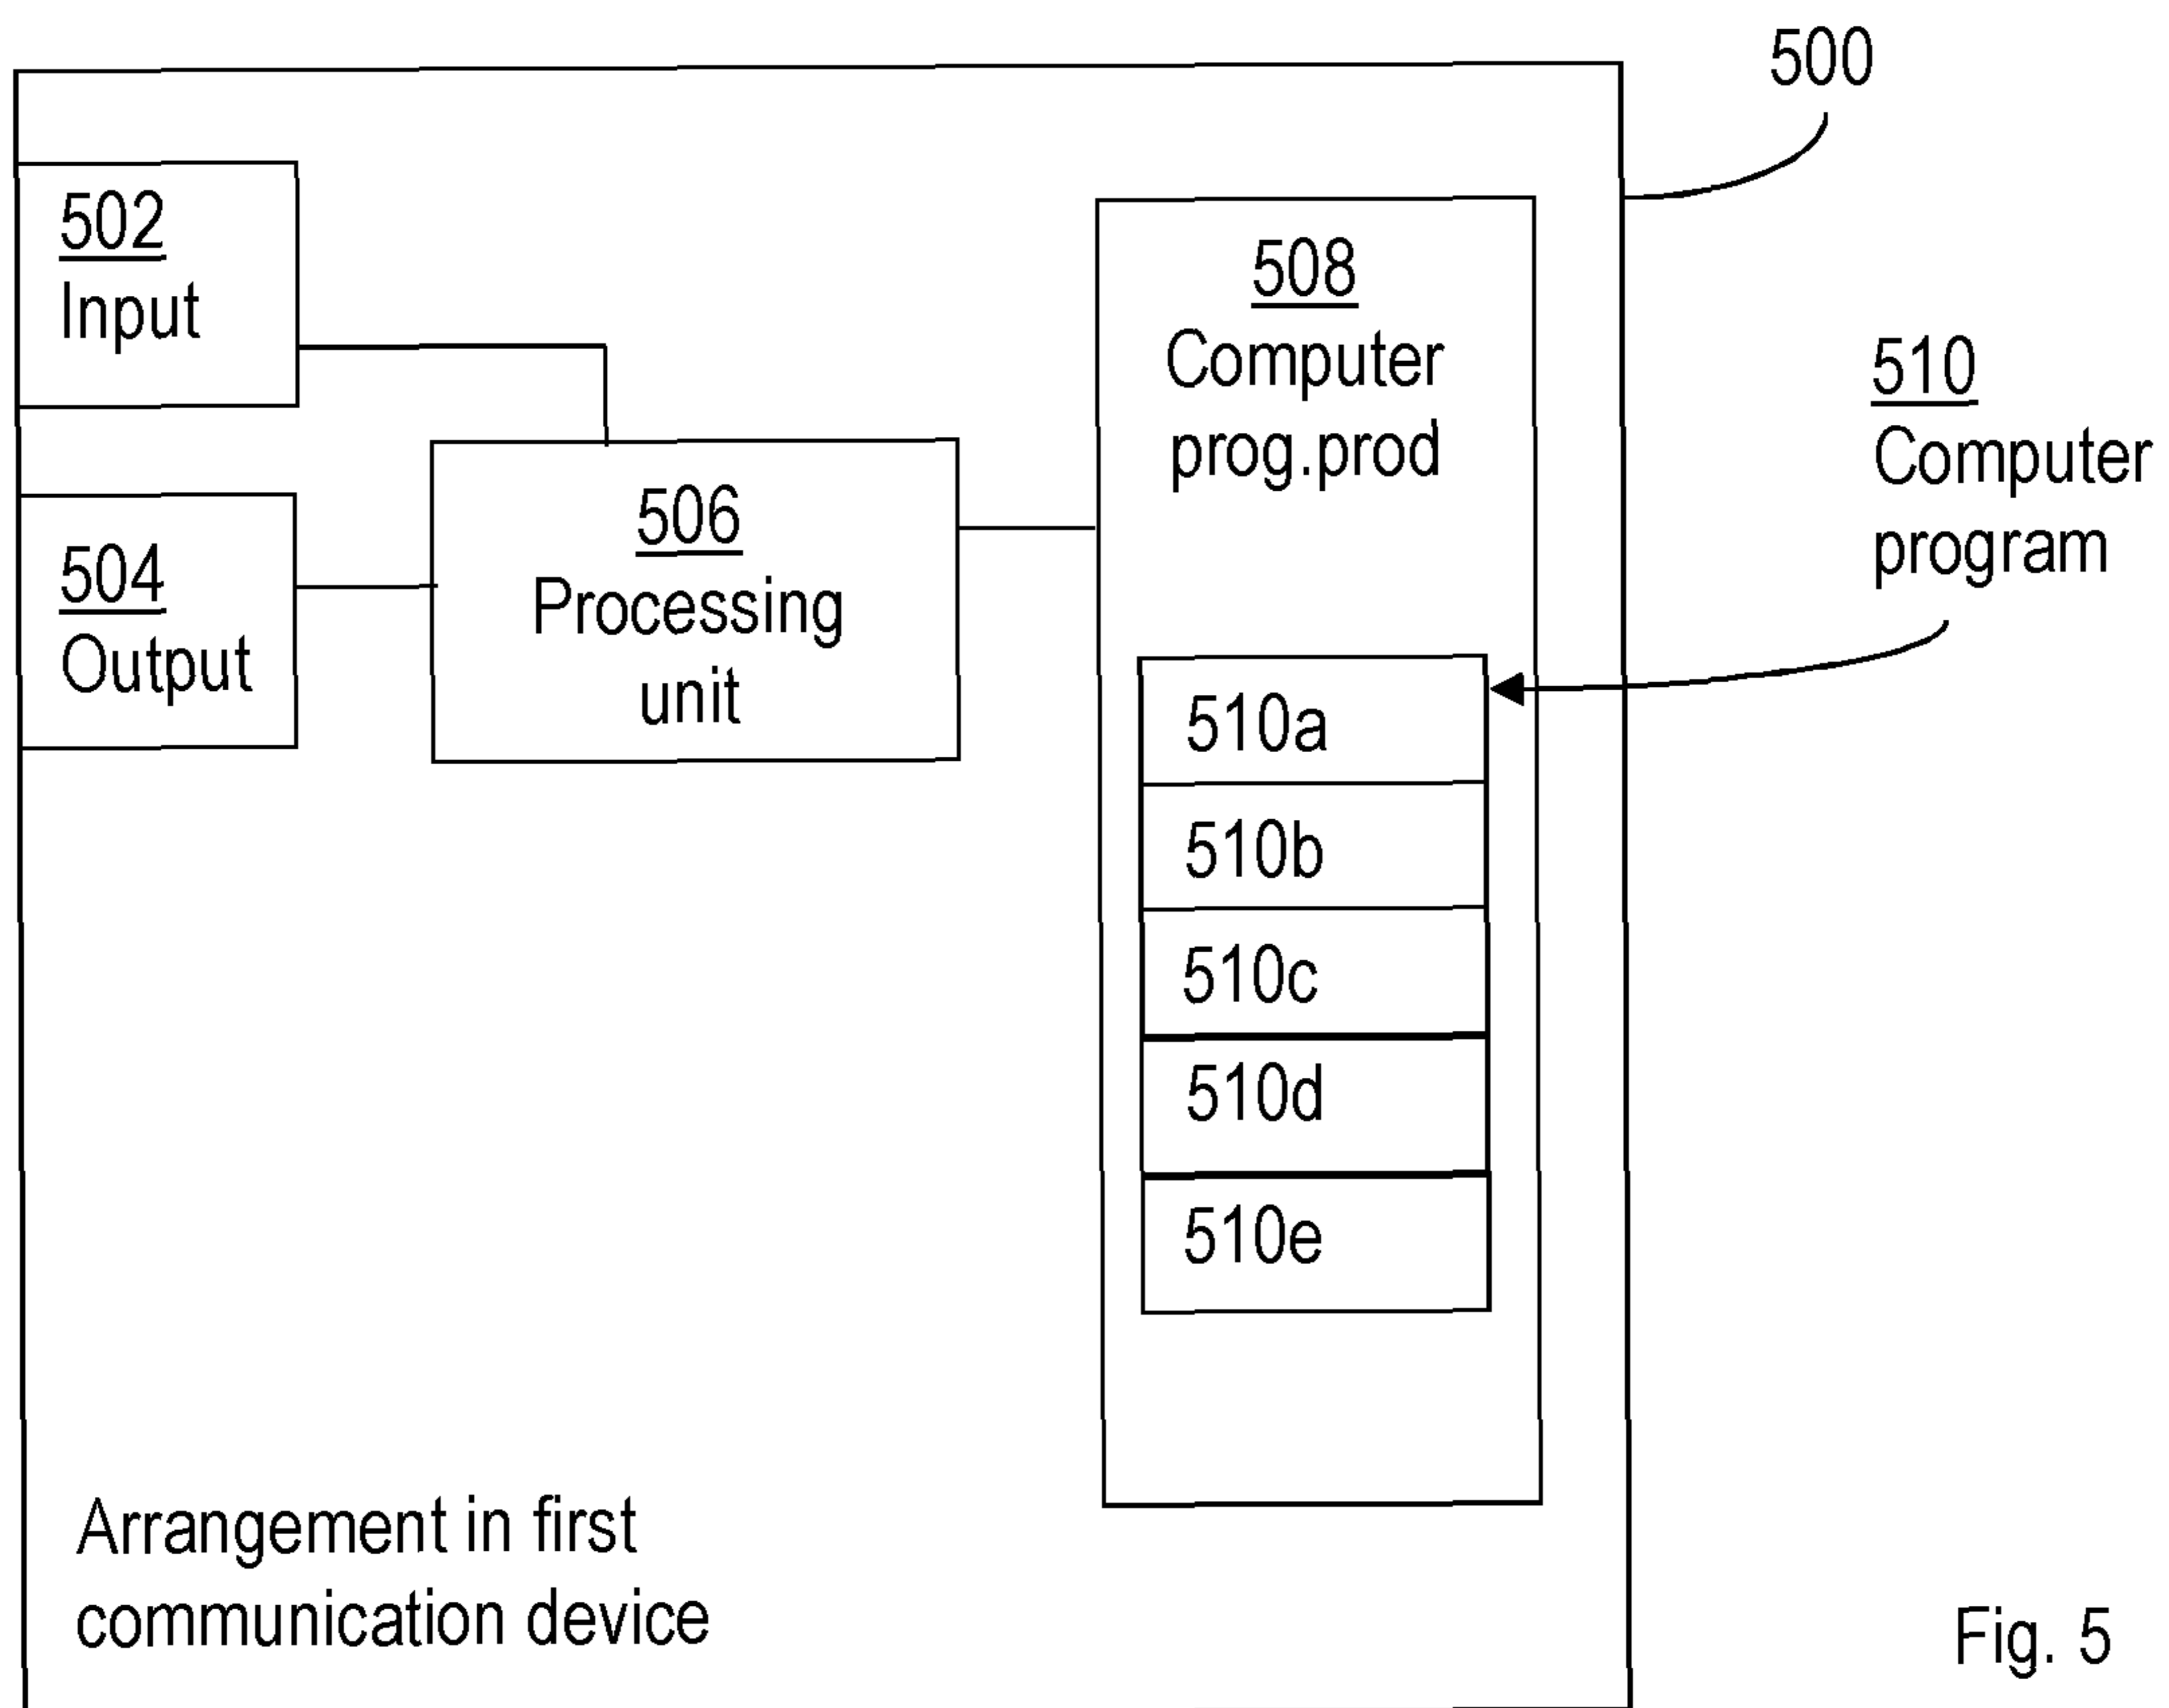 500
502
Input
504
Output
506
Processing
unit
508
Computer
prog.prod
510
Computer
program
510a
510b
510c
510d
510e
Arrangement in first
communication device
Fig. 5